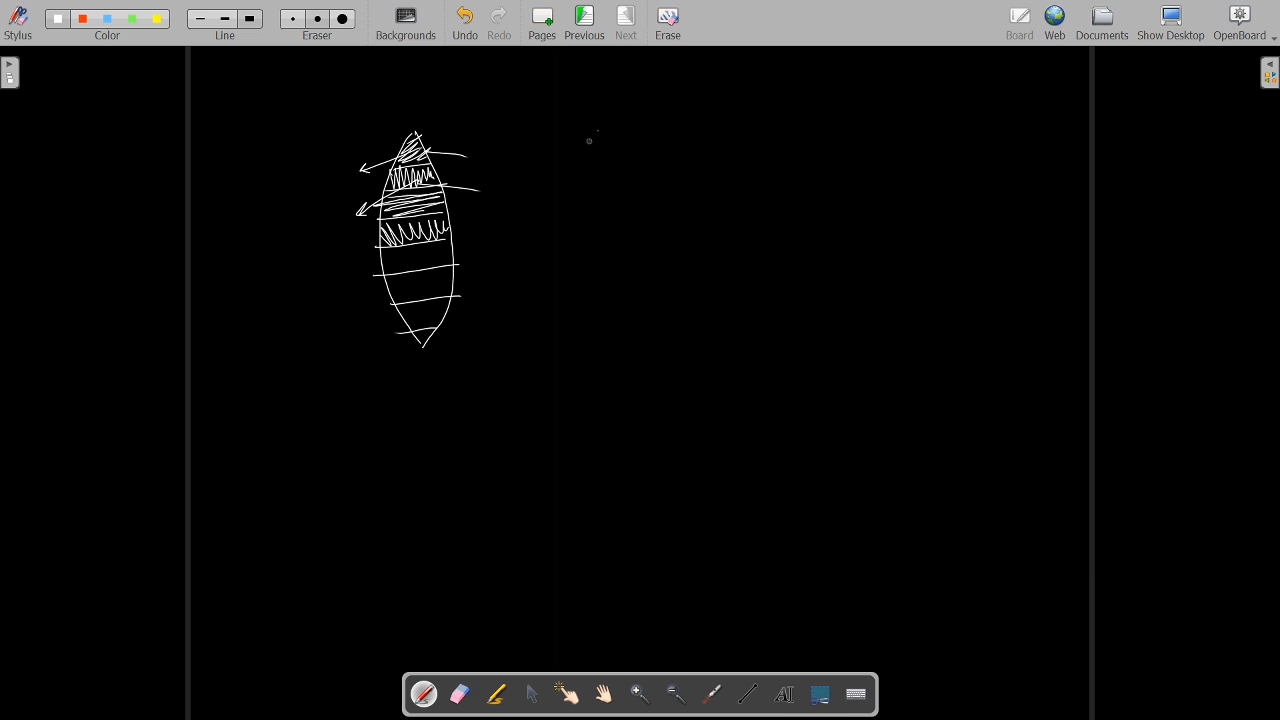 Stylus
Color
Line
Eraser
Backgrounds
Undo
Redo
Pages
Previous
Next
Erase
Board
Web
Documents
Show Desktop
OpenBoard